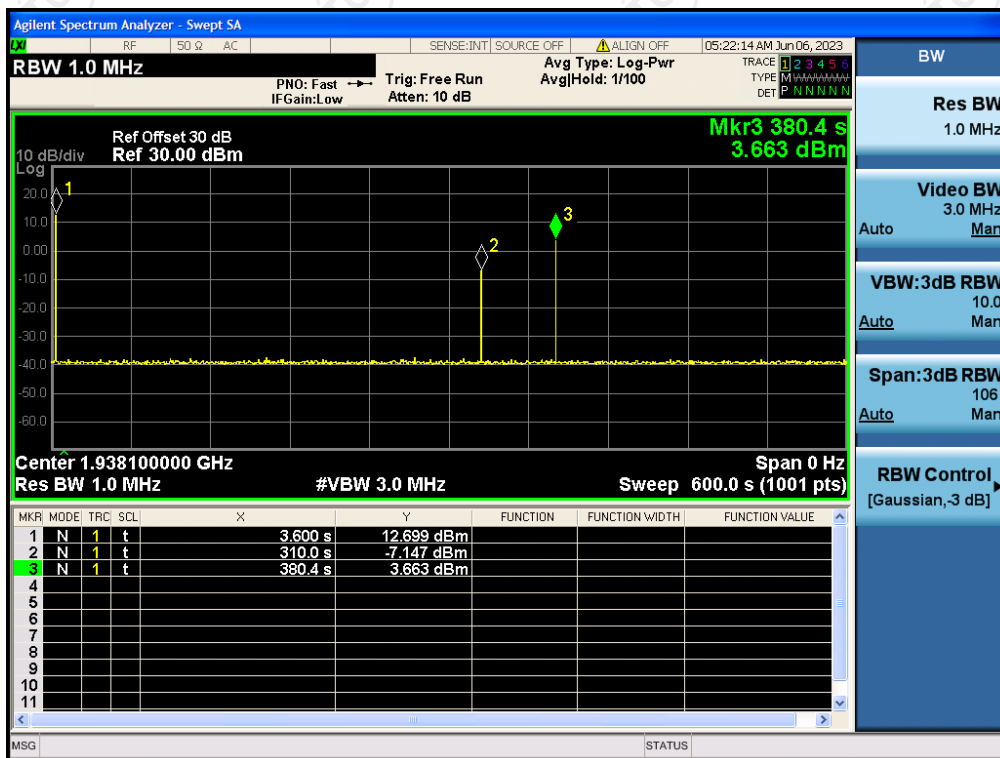 Agilent Spectrum Analyzer - Swept SA
LXI RF 50 Ω AC SENSE:INT SOURCE OFF ALIGN OFF 05:22:14 AM Jun 06, 2023
RBW 1.0 MHz
PNO: Fast
IFGain:Low
Trig: Free Run
Atten: 10 dB
Avg Type: Log-Pwr
Avg|Hold: 1/100
TRACE 1 2 3 4 5 6
TYPE M
DET P N N N N N
Mkr3 380.4 s
3.663 dBm
Ref Offset 30 dB
10 dB/div Ref 30.00 dBm
Log
20.0
10.0
0.00
-10.0
-20.0
-30.0
-40.0
-50.0
-60.0
1
2
3
Center 1.938100000 GHz Span 0 Hz
Res BW 1.0 MHz #VBW 3.0 MHz Sweep 600.0 s (1001 pts)
MKR MODE TRC SCL X Y FUNCTION FUNCTION WIDTH FUNCTION VALUE
1 N 1 t 3.600 s 12.699 dBm
2 N 1 t 310.0 s -7.147 dBm
3 N 1 t 380.4 s 3.663 dBm
4
5
6
7
8
9
10
11
MSG STATUS
BW
Res BW
1.0 MHz
Video BW
3.0 MHz
Auto Man
VBW:3dB RBW
10.0
Auto Man
Span:3dB RBW
106
Auto Man
RBW Control
[Gaussian,-3 dB]